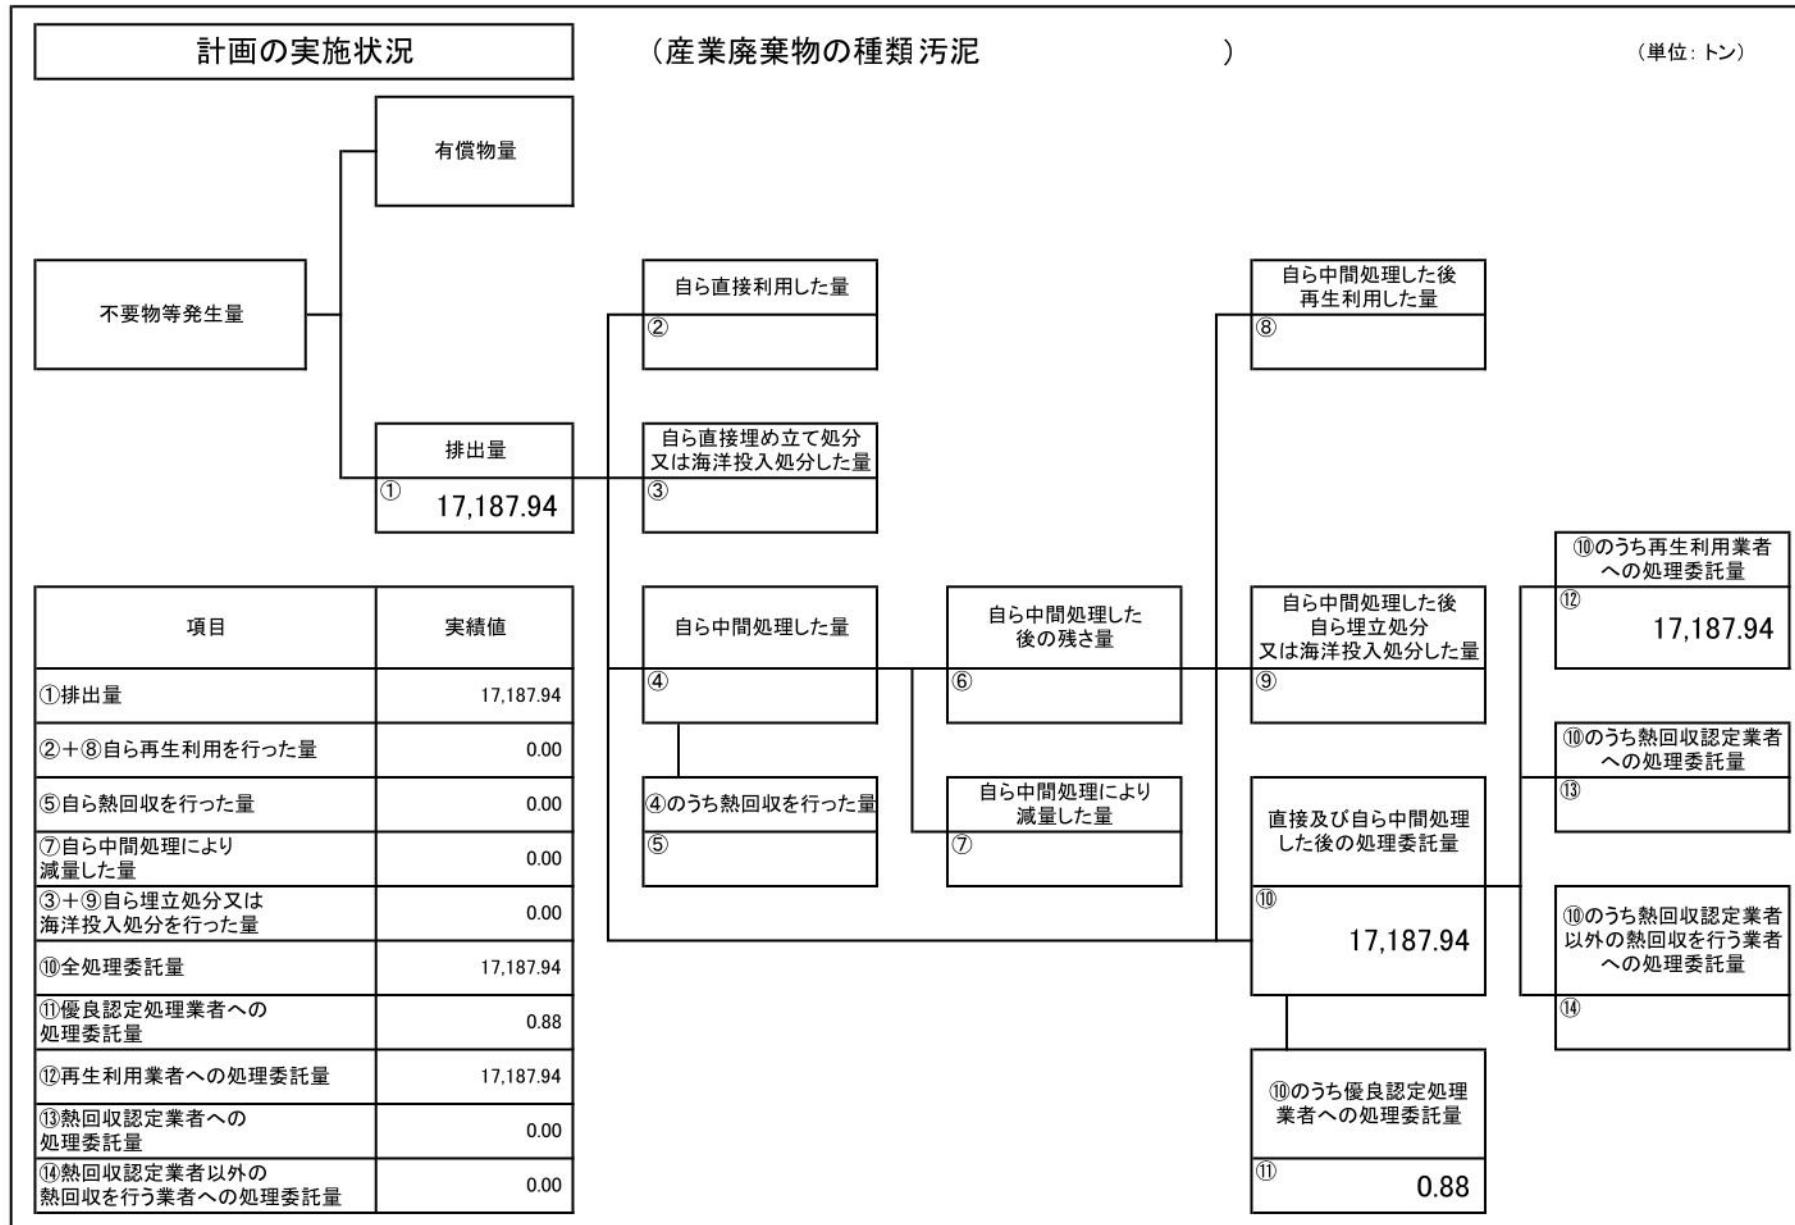 計画の実施状況
（産業廃棄物の種類 汚泥　　　　　　　　）
（単位：トン）
有償物量
不要物等発生量
自ら直接利用した量
②
自ら中間処理した後
再生利用した量
⑧
排出量
① 17,187.94
自ら直接埋め立て処分
又は海洋投入処分した量
③
⑩のうち再生利用業者
への処理委託量
⑫
17,187.94
自ら中間処理した量
④
自ら中間処理した
後の残さ量
⑥
自ら中間処理した後
自ら埋立処分
又は海洋投入処分した量
⑨
⑩のうち熱回収認定業者
への処理委託量
⑬
④のうち熱回収を行った量
⑤
自ら中間処理により
減量した量
⑦
直接及び自ら中間処理
した後の処理委託量
⑩
17,187.94
⑩のうち熱回収認定業者
以外の熱回収を行う業者
への処理委託量
⑭
⑩のうち優良認定処理
業者への処理委託量
⑪
0.88
項目 実績値
①排出量 17,187.94
②＋⑧自ら再生利用を行った量 0.00
⑤自ら熱回収を行った量 0.00
⑦自ら中間処理により
減量した量 0.00
③＋⑨自ら埋立処分又は
海洋投入処分を行った量 0.00
⑩全処理委託量 17,187.94
⑪優良認定処理業者への
処理委託量 0.88
⑫再生利用業者への処理委託量 17,187.94
⑬熱回収認定業者への
処理委託量 0.00
⑭熱回収認定業者以外の
熱回収を行う業者への処理委託量 0.00